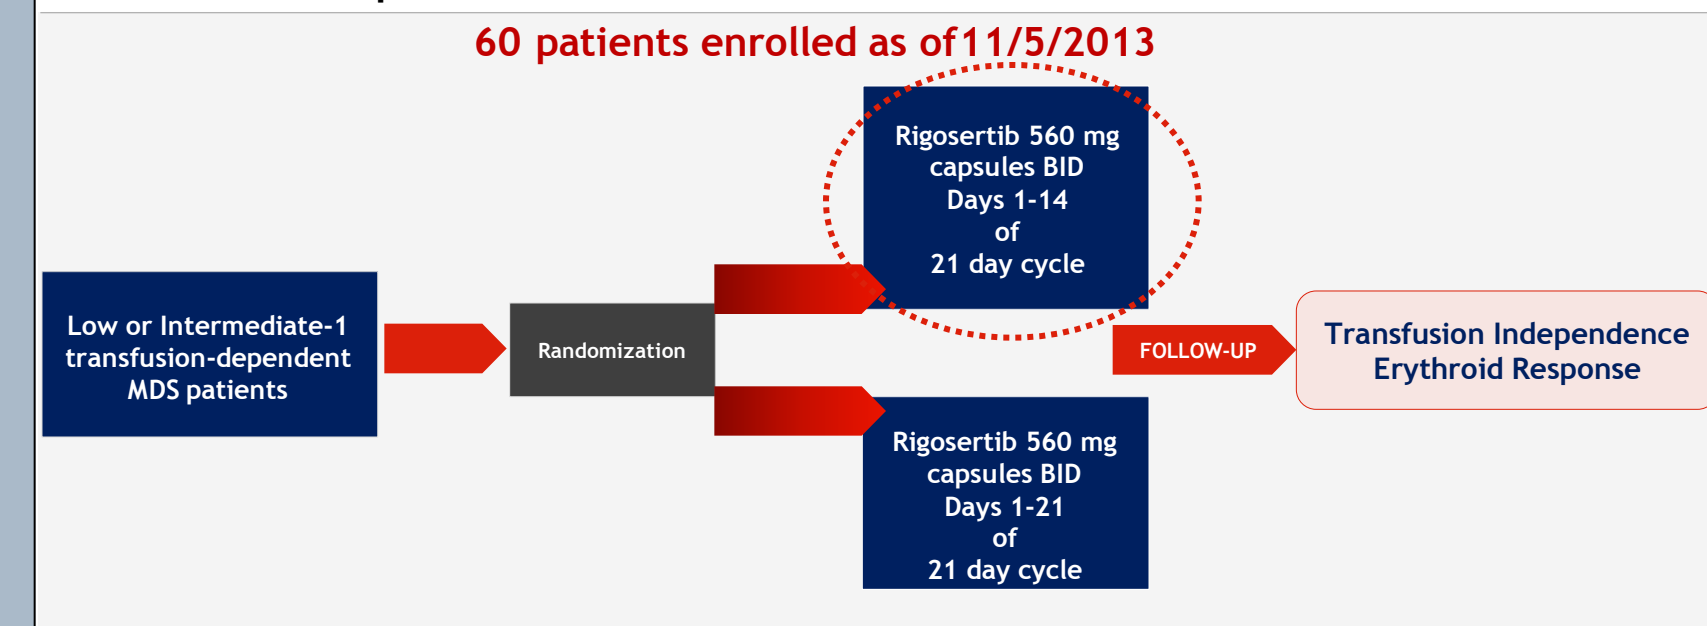 60 patients enrolled as of 11/5/2013
Rigosertib 560 mg
capsules BID
Days 1-14
of
21 day cycle
Low or Intermediate-1
transfusion-dependent
MDS patients
Randomization
FOLLOW-UP
Transfusion Independence
Erythroid Response
Rigosertib 560 mg
capsules BID
Days 1-21
of
21 day cycle